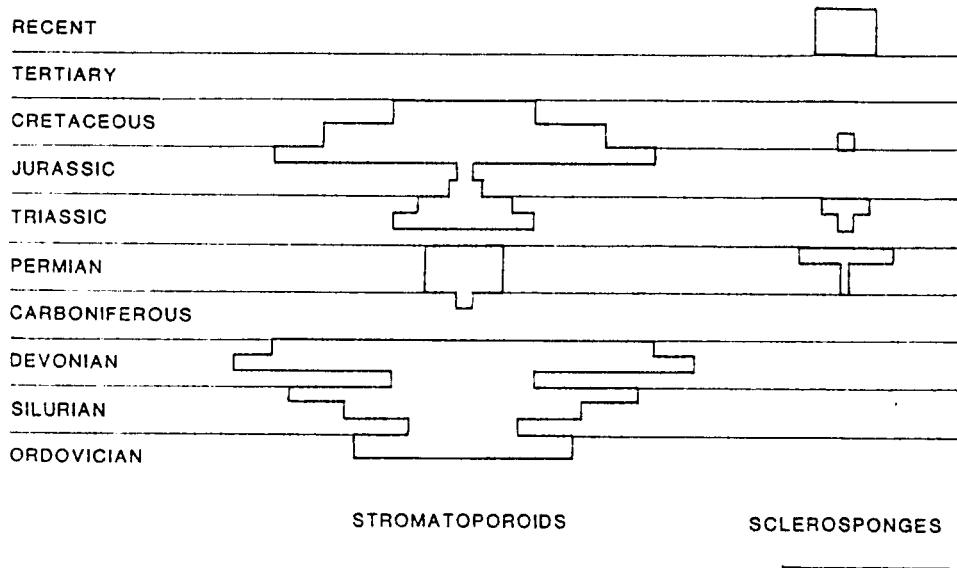 RECENT
TERTIARY
CRETACEOUS
JURASSIC
TRIASSIC
PERMIAN
CARBONIFEROUS
DEVONIAN
SILURIAN
ORDOVICIAN
STROMATOPOROIDS
SCLEROSPONGES